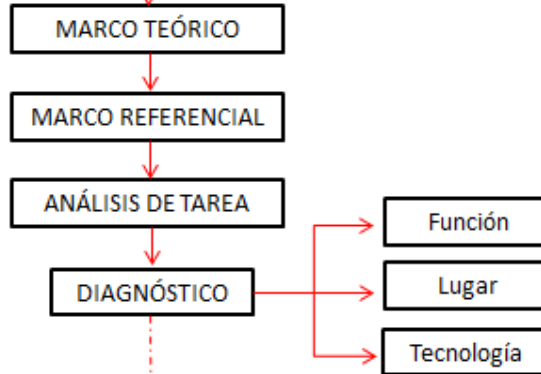 MARCO TEÓRICO
MARCO REFERENCIAL
ANÁLISIS DE TAREA
DIAGNÓSTICO
Función
Lugar
Tecnología